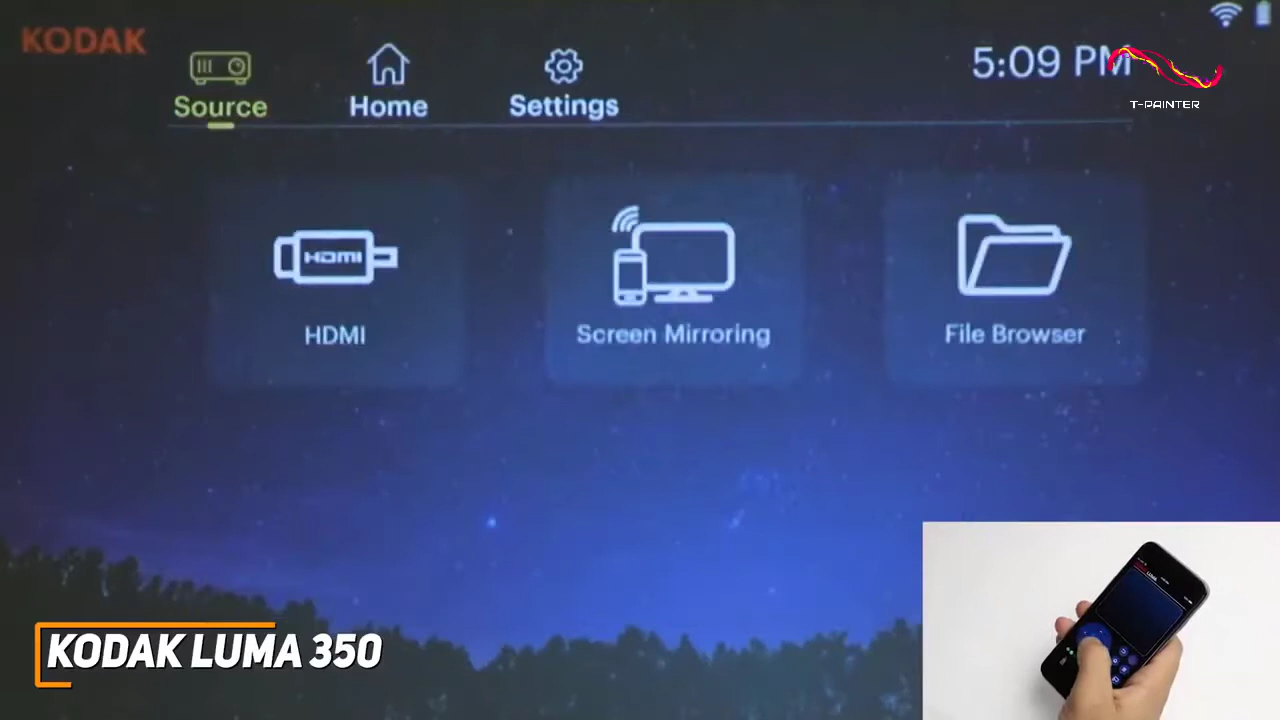 KODAK
Source
Home
Settings
5:09 PM
T-PAINTER
HDMI
HDMI
Screen Mirroring
File Browser
KODAK LUMA 350